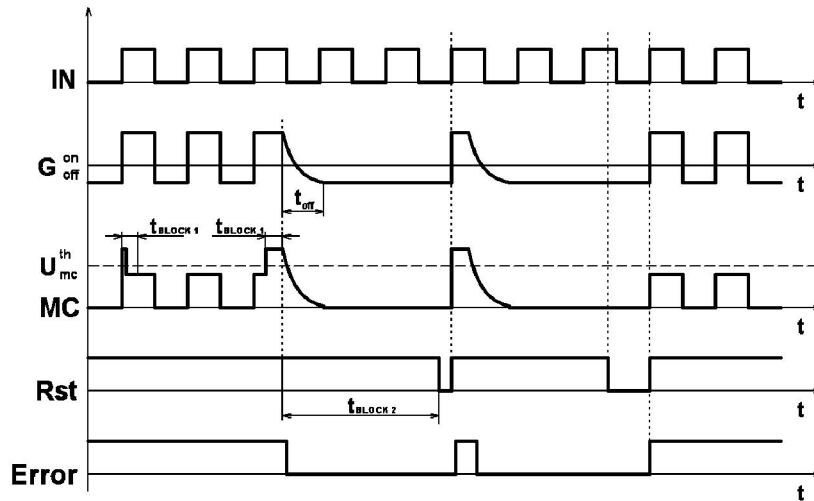 IN
t
G on off
t
t off
t BLOCK 1
t BLOCK 1
U th mc
MC
t
Rst
t
t BLOCK 2
Error
t